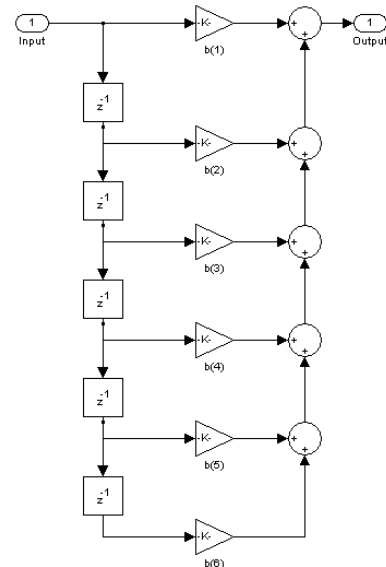 1
-K-
+
+
1
Input
b(1)
Output
-1
z
-K-
+
+
b(2)
-1
z
-K-
+
+
b(3)
-1
z
-K-
+
+
b(4)
-1
z
-K-
+
+
b(5)
-1
z
-K-
b(6)